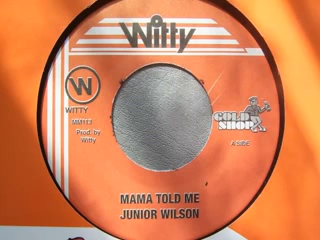 Witty
W
WITTY
MM113
Prod. by
Witty
GOLD
SHOP
A SIDE
MAMA TOLD ME
JUNIOR WILSON